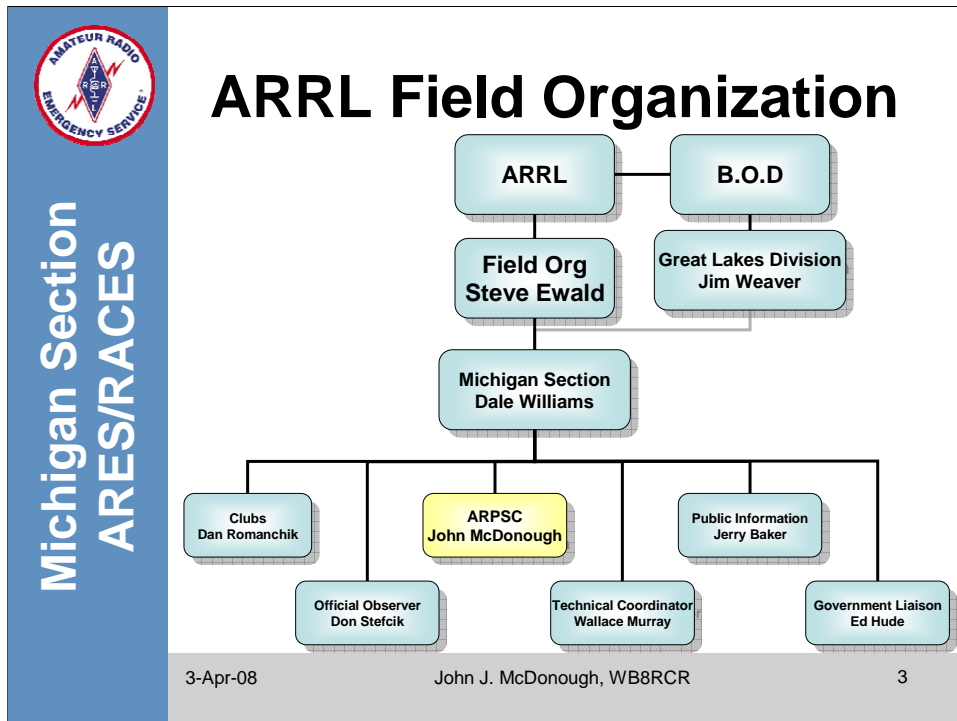 AMATEUR RADIO
EMERGENCY SERVICE
A
R R
L
Michigan Section
ARES/RACES
ARRL Field Organization
ARRL
B.O.D
Field Org
Steve Ewald
Great Lakes Division
Jim Weaver
Michigan Section
Dale Williams
Clubs
Dan Romanchik
ARPSC
John McDonough
Public Information
Jerry Baker
Official Observer
Don Stefcik
Technical Coordinator
Wallace Murray
Government Liaison
Ed Hude
3-Apr-08
John J. McDonough, WB8RCR
3